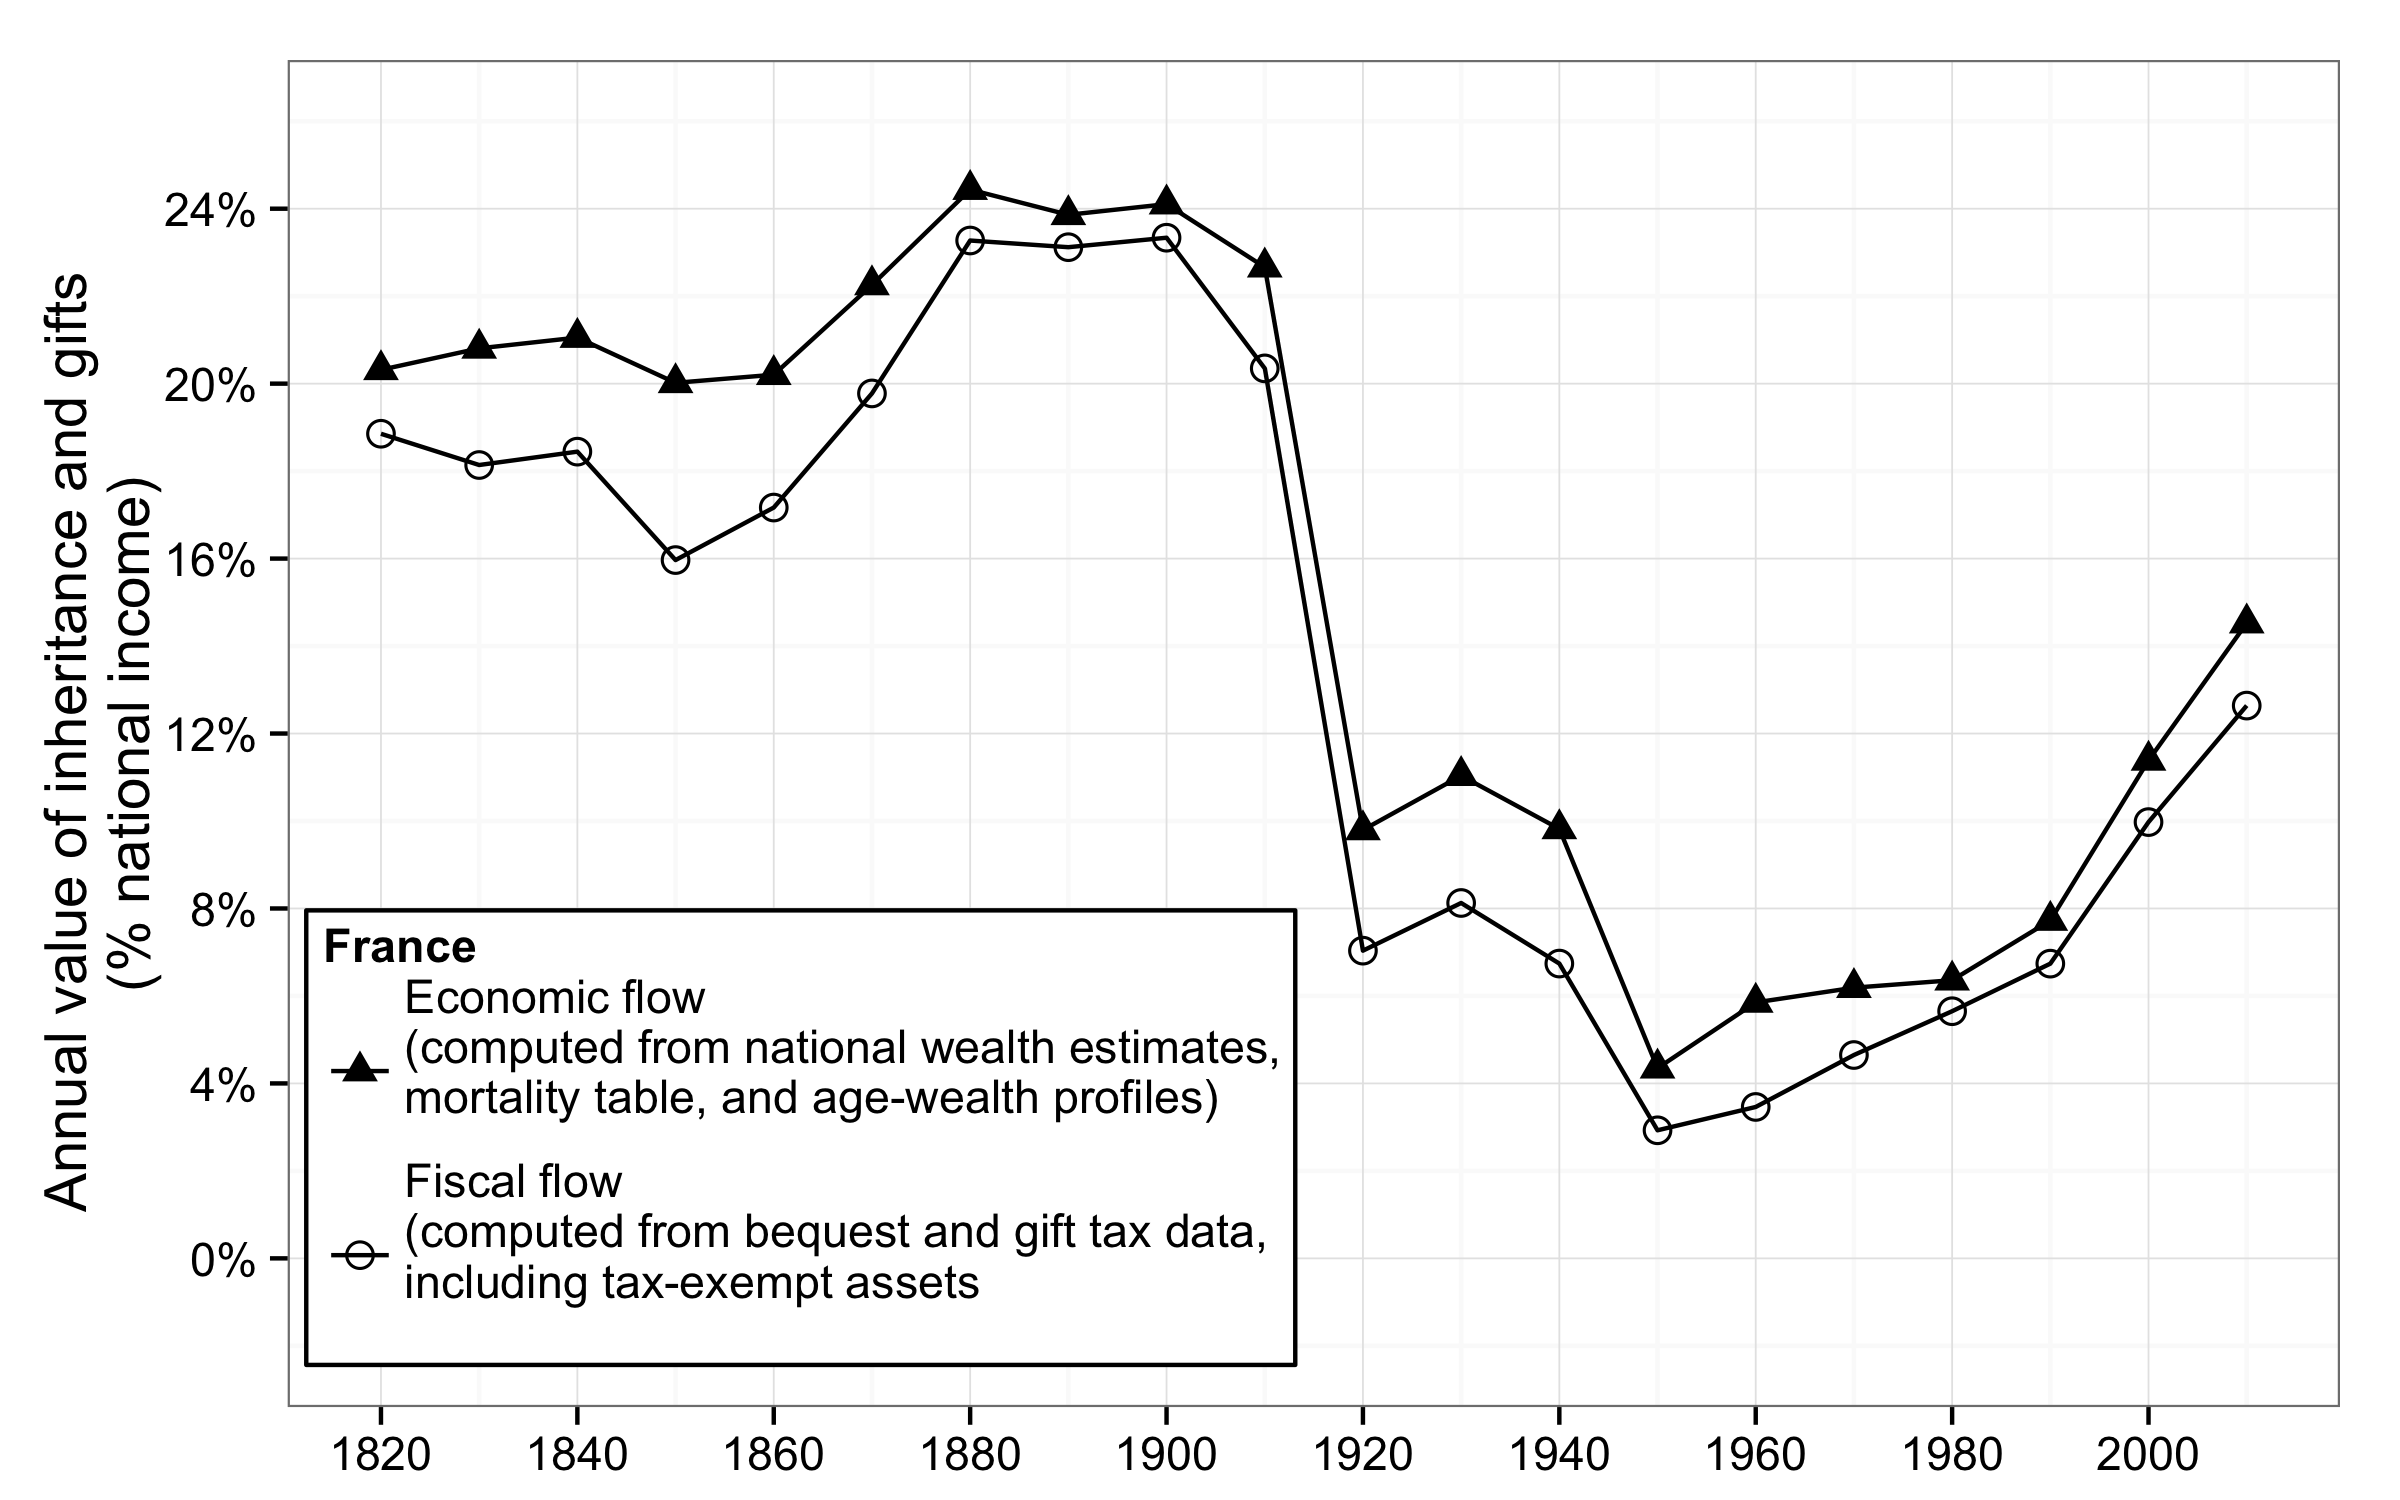 Annual value of inheritance and gifts
(% national income)
24%
20%
16%
12%
8%
4%
0%
France
Economic flow
(computed from national wealth estimates,
mortality table, and age-wealth profiles)
Fiscal flow
(computed from bequest and gift tax data,
including tax-exempt assets
1820 1840 1860 1880 1900 1920 1940 1960 1980 2000